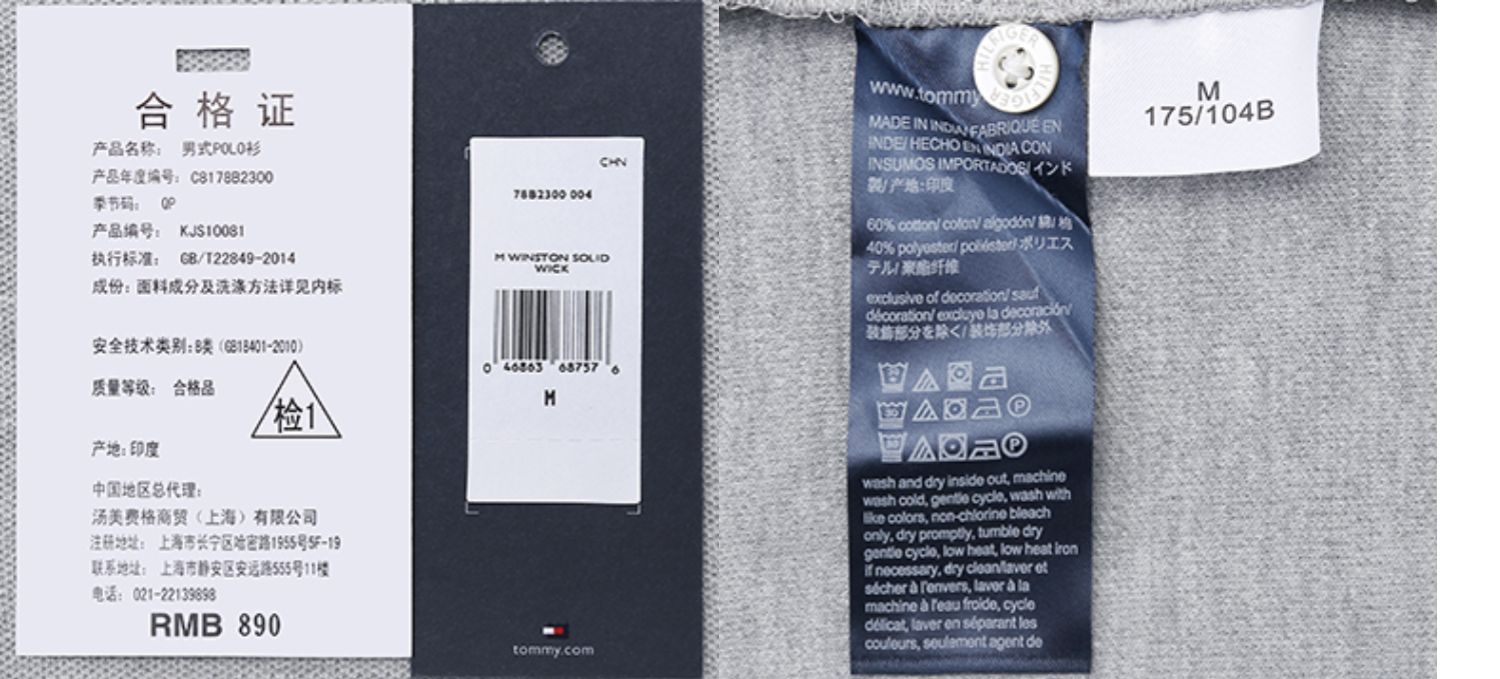 合格证
产品名称: 男式POLO衫
产品年度编号: C8178B2300
季节码: QP
产品编号: KJS10081
执行标准: GB/T22849-2014
成份: 面料成分及洗涤方法详见内标
安全技术类别:B类 (GB18401-2010)
质量等级: 合格品
检1
产地:印度
中国地区总代理:
汤美费格商贸(上海)有限公司
注册地址: 上海市长宁区哈密路1955号5F-19
联系地址: 上海市静安区安远路555号11楼
电话: 021-22139898
RMB 890
CHN
78B2300 004
M WINSTON SOLID
WICK
0 46863 68757 6
M
tommy.com
HILFIGER HILFIGER
www.tommy
MADE IN INDIA/ FABRIQUÉ EN
INDE/ HECHO EN INDIA CON
INSUMOS IMPORTADOS/ インド
製/ 产地:印度
60% cotton/ coton/ algodón/ 綿/ 棉
40% polyester/ poliéster/ ポリエス
テル/ 聚酯纤维
exclusive of decoration/ sauf
décoration/ excluye la decoración/
装飾部分を除く/ 装饰部分除外
30 P
30 P
wash and dry inside out, machine
wash cold, gentle cycle, wash with
like colors, non-chlorine bleach
only, dry promptly, tumble dry
gentle cycle, low heat, low heat iron
if necessary, dry clean/laver et
sécher à l'envers, laver à la
machine à l'eau froide, cycle
délicat, laver en séparant les
couleurs, seulement agent de
M
175/104B